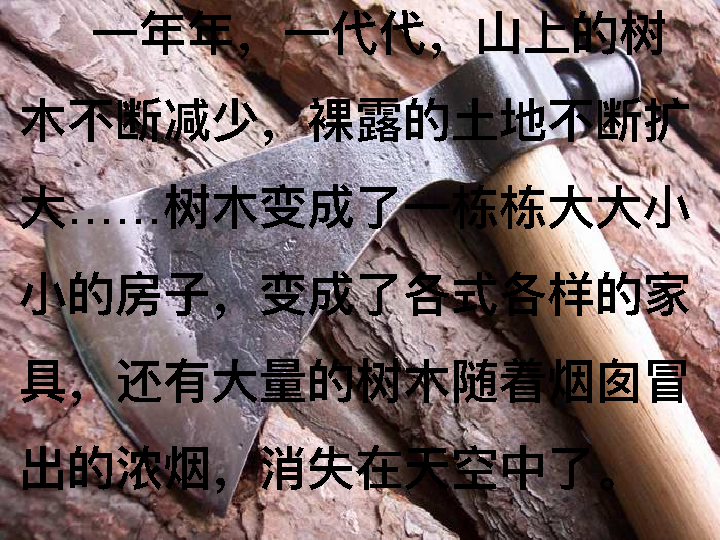 一年年，一代代，山上的树
木不断减少，裸露的土地不断扩
大……树木变成了一栋栋大大小
小的房子，变成了各式各样的家
具，还有大量的树木随着烟囱冒
出的浓烟，消失在天空中了。